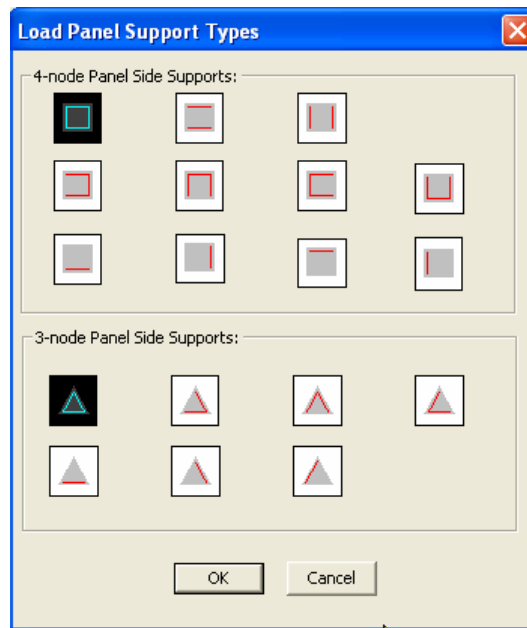 Load Panel Support Types
4-node Panel Side Supports:
3-node Panel Side Supports:
OK
Cancel